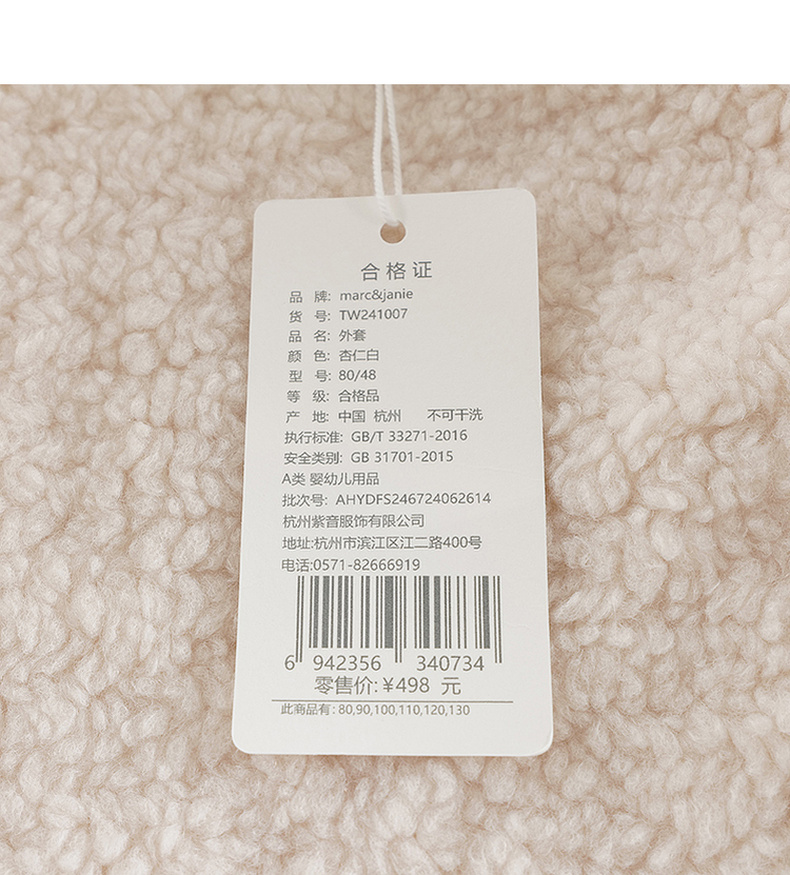 合格证
品 牌: marc&janie
货 号: TW241007
品 名: 外套
颜 色: 杏仁白
型 号: 80/48
等 级: 合格品
产 地: 中国 杭州 不可干洗
执行标准: GB/T 33271-2016
安全类别: GB 31701-2015
A类 婴幼儿用品
批次号: AHYDFS246724062614
杭州紫音服饰有限公司
地址:杭州市滨江区江二路400号
电话:0571-82666919
6 942356 340734
零售价:¥498 元
此商品有: 80,90,100,110,120,130